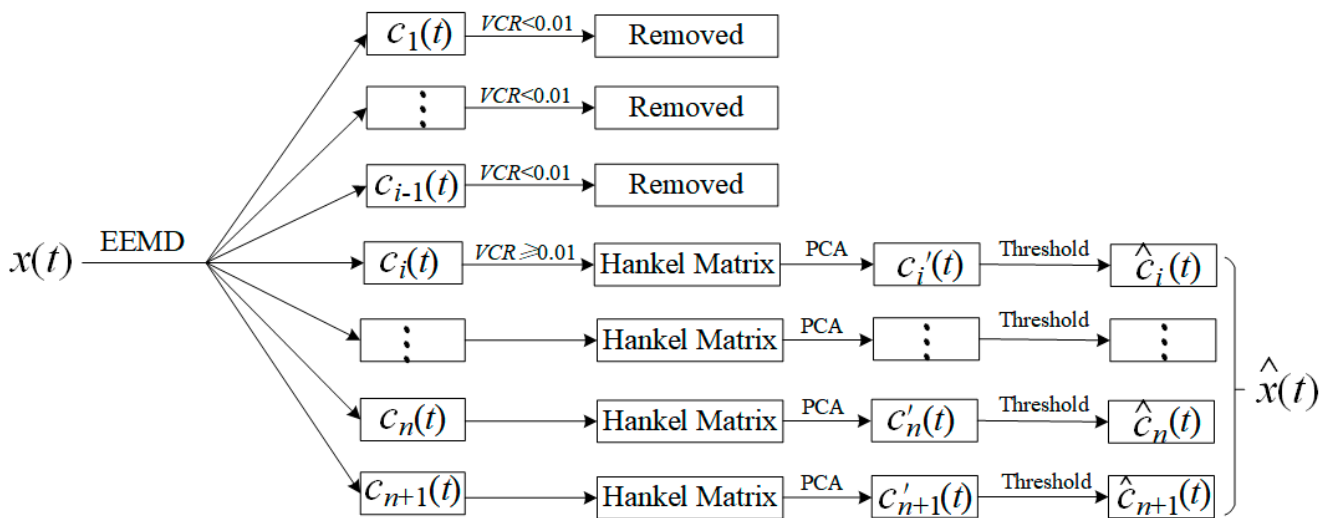 c₁(t) VCR<0.01 Removed
⋮ VCR<0.01 Removed
cᵢ₋₁(t) VCR<0.01 Removed
x(t) EEMD cᵢ(t) VCR⩾0.01 Hankel Matrix PCA cᵢ′(t) Threshold ĉᵢ(t)
⋮ Hankel Matrix PCA ⋮ Threshold ⋮
x̂(t)
cₙ(t) Hankel Matrix PCA c′ₙ(t) Threshold ĉₙ(t)
cₙ₊₁(t) Hankel Matrix PCA c′ₙ₊₁(t) Threshold ĉₙ₊₁(t)